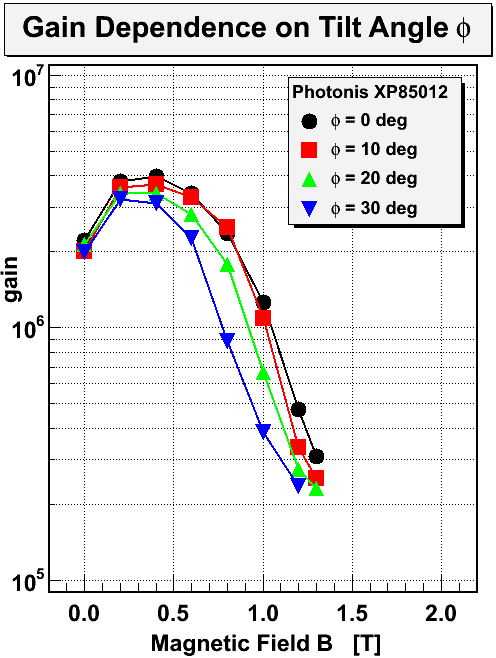 Gain Dependence on Tilt Angle ϕ
Photonis XP85012
ϕ = 0 deg
ϕ = 10 deg
ϕ = 20 deg
ϕ = 30 deg
gain
10⁷
10⁶
10⁵
0.0 0.5 1.0 1.5 2.0
Magnetic Field B [T]